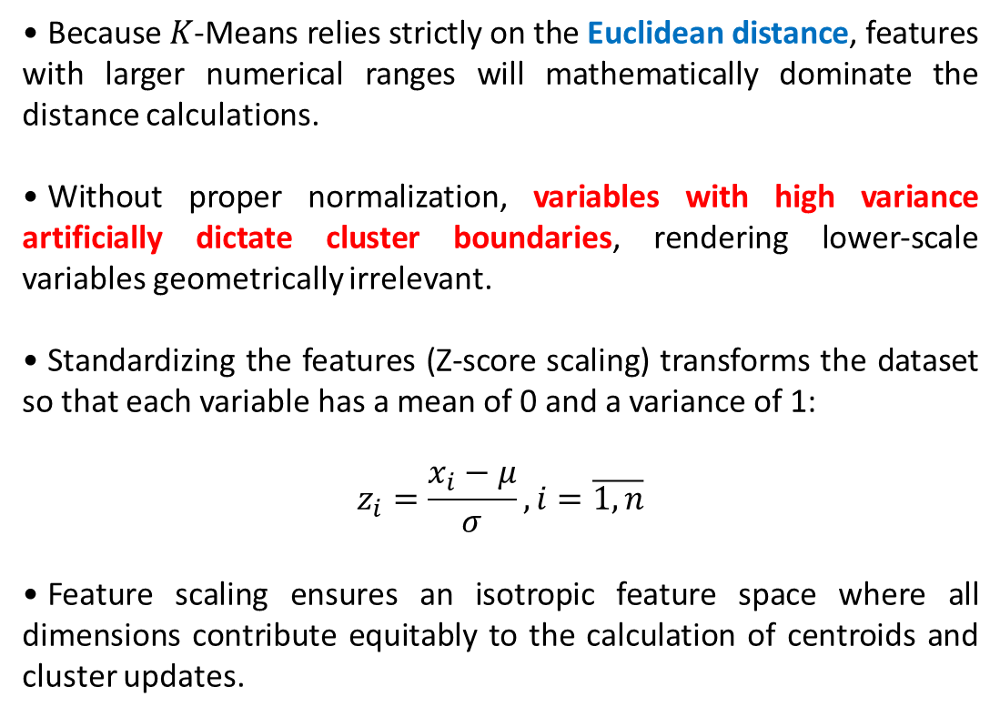 • Because K-Means relies strictly on the Euclidean distance, features
with larger numerical ranges will mathematically dominate the
distance calculations.
• Without proper normalization, variables with high variance
artificially dictate cluster boundaries, rendering lower-scale
variables geometrically irrelevant.
• Standardizing the features (Z-score scaling) transforms the dataset
so that each variable has a mean of 0 and a variance of 1:
$z_i = \frac{x_i - \mu}{\sigma}, i = \overline{1, n}$
• Feature scaling ensures an isotropic feature space where all
dimensions contribute equitably to the calculation of centroids and
cluster updates.